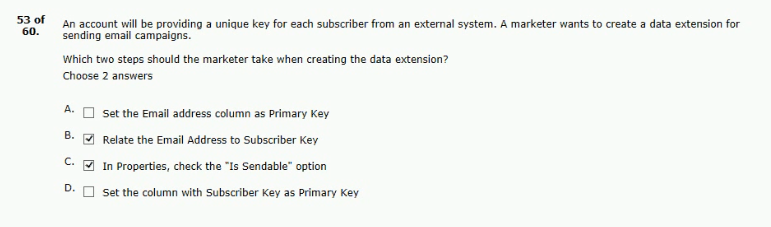 53 of
60.
An account will be providing a unique key for each subscriber from an external system. A marketer wants to create a data extension for
sending email campaigns.
Which two steps should the marketer take when creating the data extension?
Choose 2 answers
A. Set the Email address column as Primary Key
B. Relate the Email Address to Subscriber Key
C. In Properties, check the "Is Sendable" option
D. Set the column with Subscriber Key as Primary Key